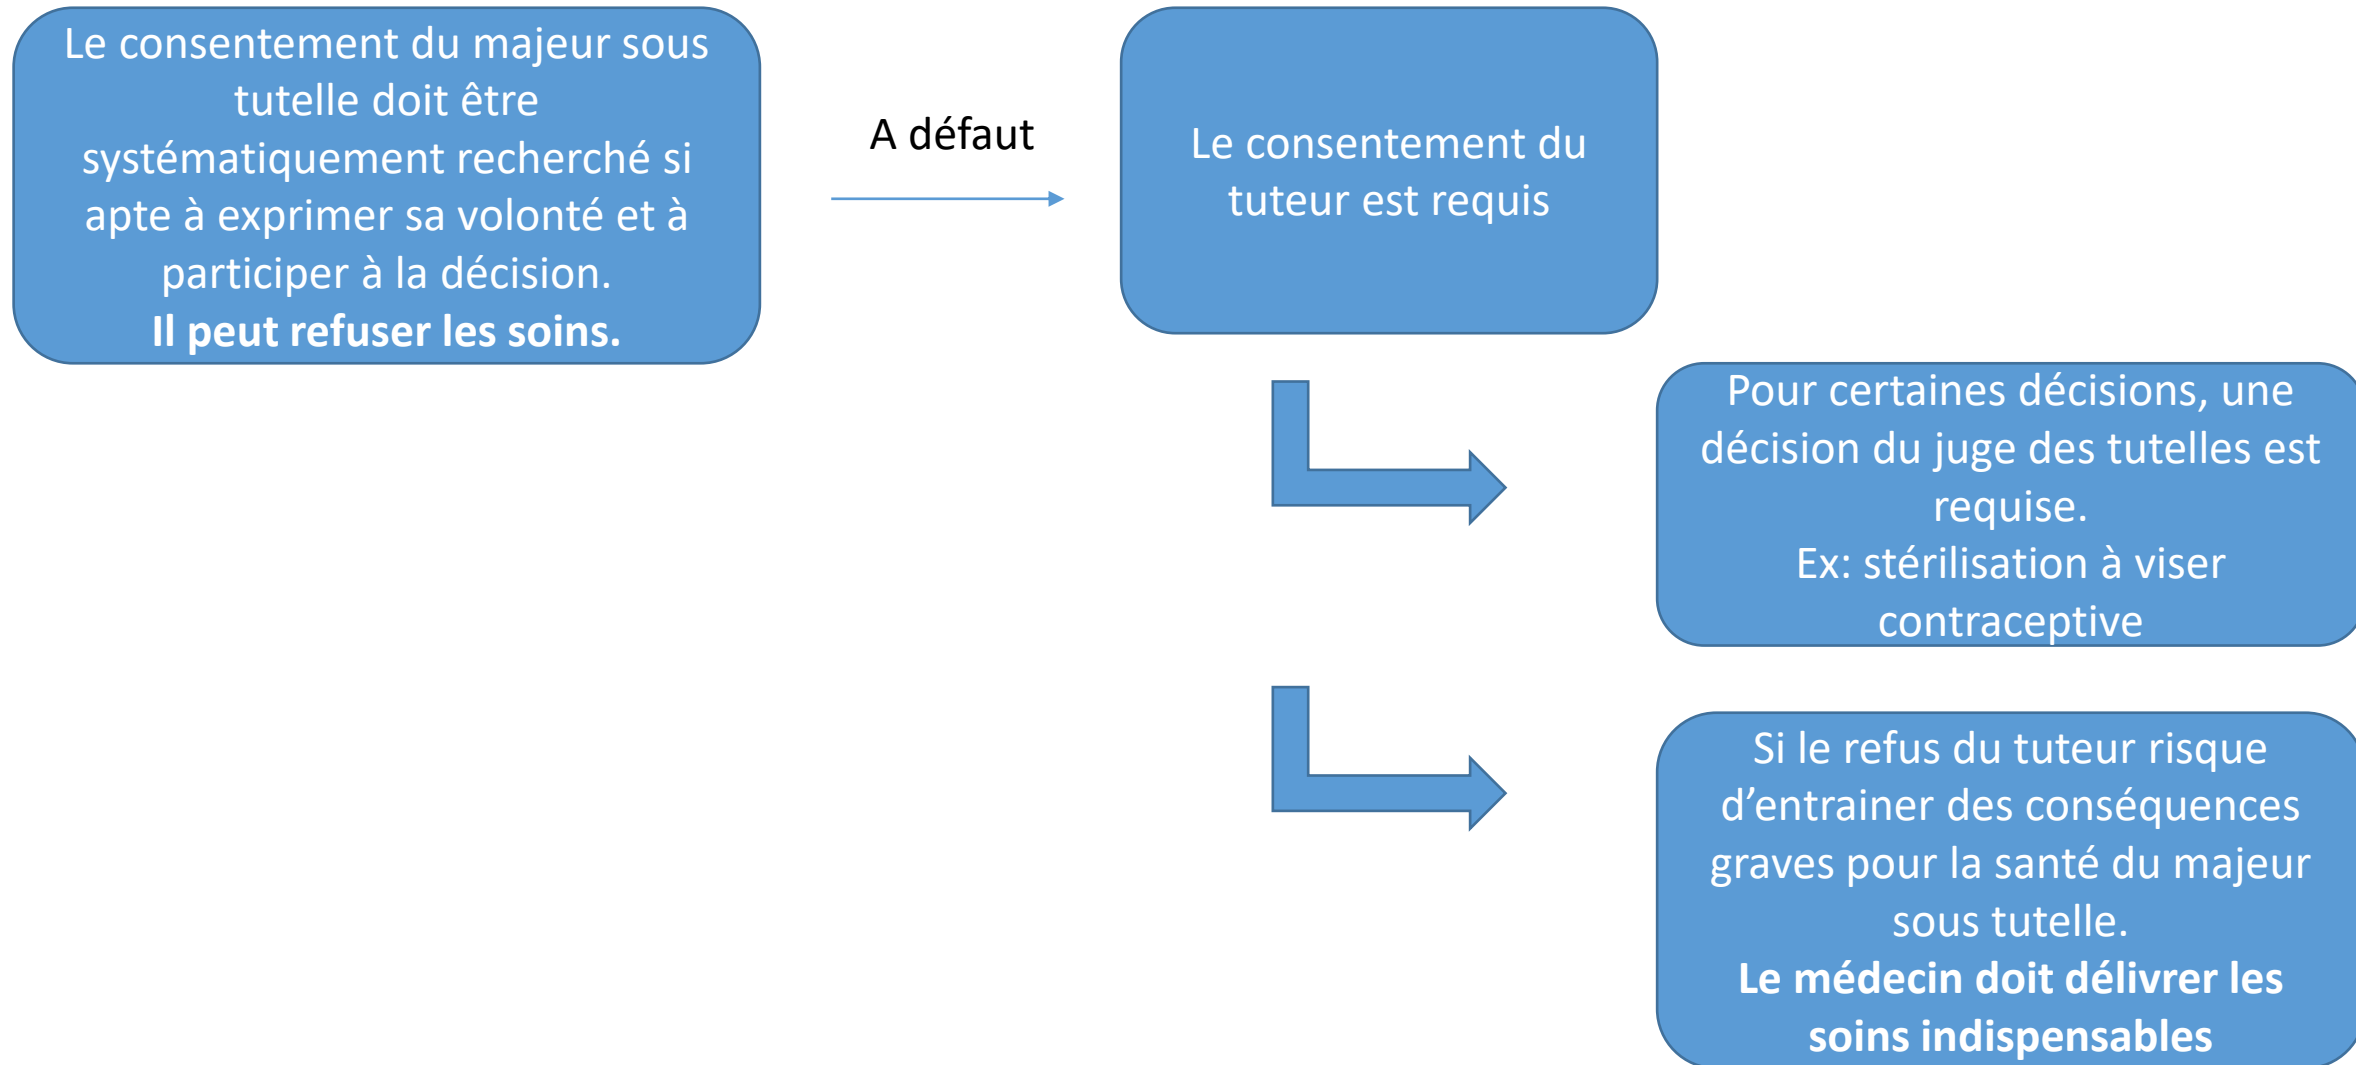 Le consentement du majeur sous
tutelle doit être
systématiquement recherché si
apte à exprimer sa volonté et à
participer à la décision.
Il peut refuser les soins.
A défaut
Le consentement du
tuteur est requis
Pour certaines décisions, une
décision du juge des tutelles est
requise.
Ex: stérilisation à viser
contraceptive
Si le refus du tuteur risque
d’entrainer des conséquences
graves pour la santé du majeur
sous tutelle.
Le médecin doit délivrer les
soins indispensables